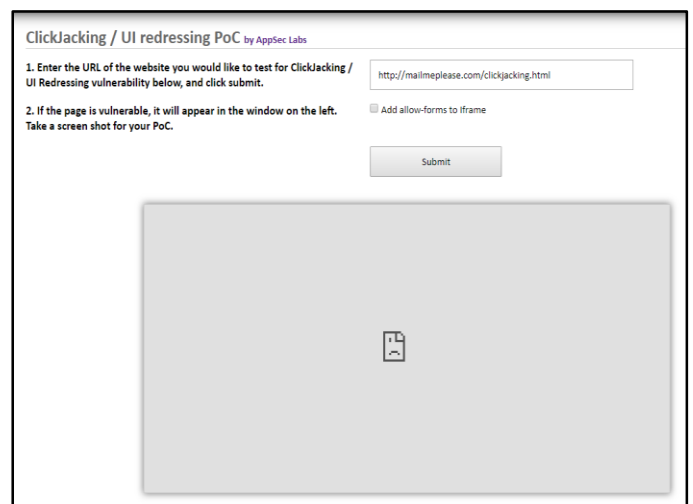 ClickJacking / UI redressing PoC by AppSec Labs
1. Enter the URL of the website you would like to test for ClickJacking /
UI Redressing vulnerability below, and click submit.
http://mailmeplease.com/clickjacking.html
2. If the page is vulnerable, it will appear in the window on the left.
Take a screen shot for your PoC.
Add allow-forms to Iframe
Submit